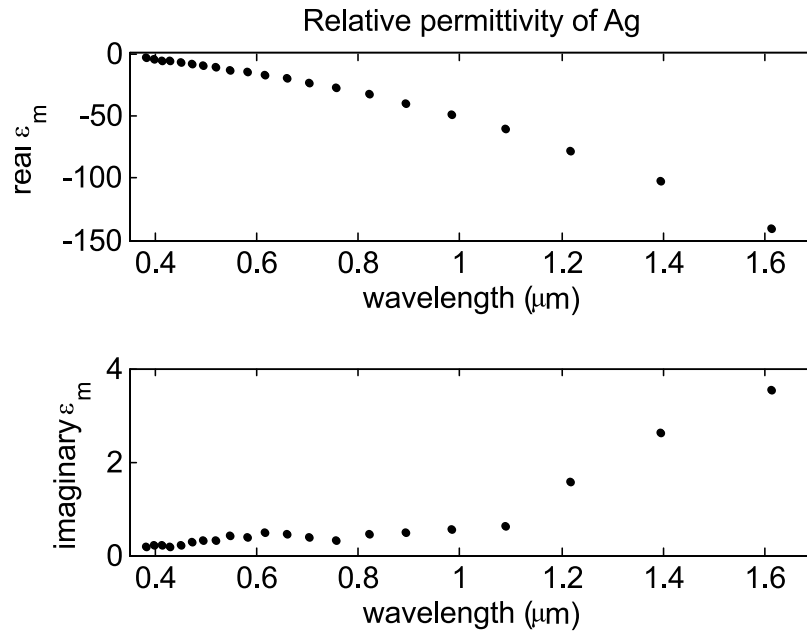 Relative permittivity of Ag
0
-50
-100
-150
real ε_m
0.4 0.6 0.8 1 1.2 1.4 1.6
wavelength (μm)
4
2
0
imaginary ε_m
0.4 0.6 0.8 1 1.2 1.4 1.6
wavelength (μm)